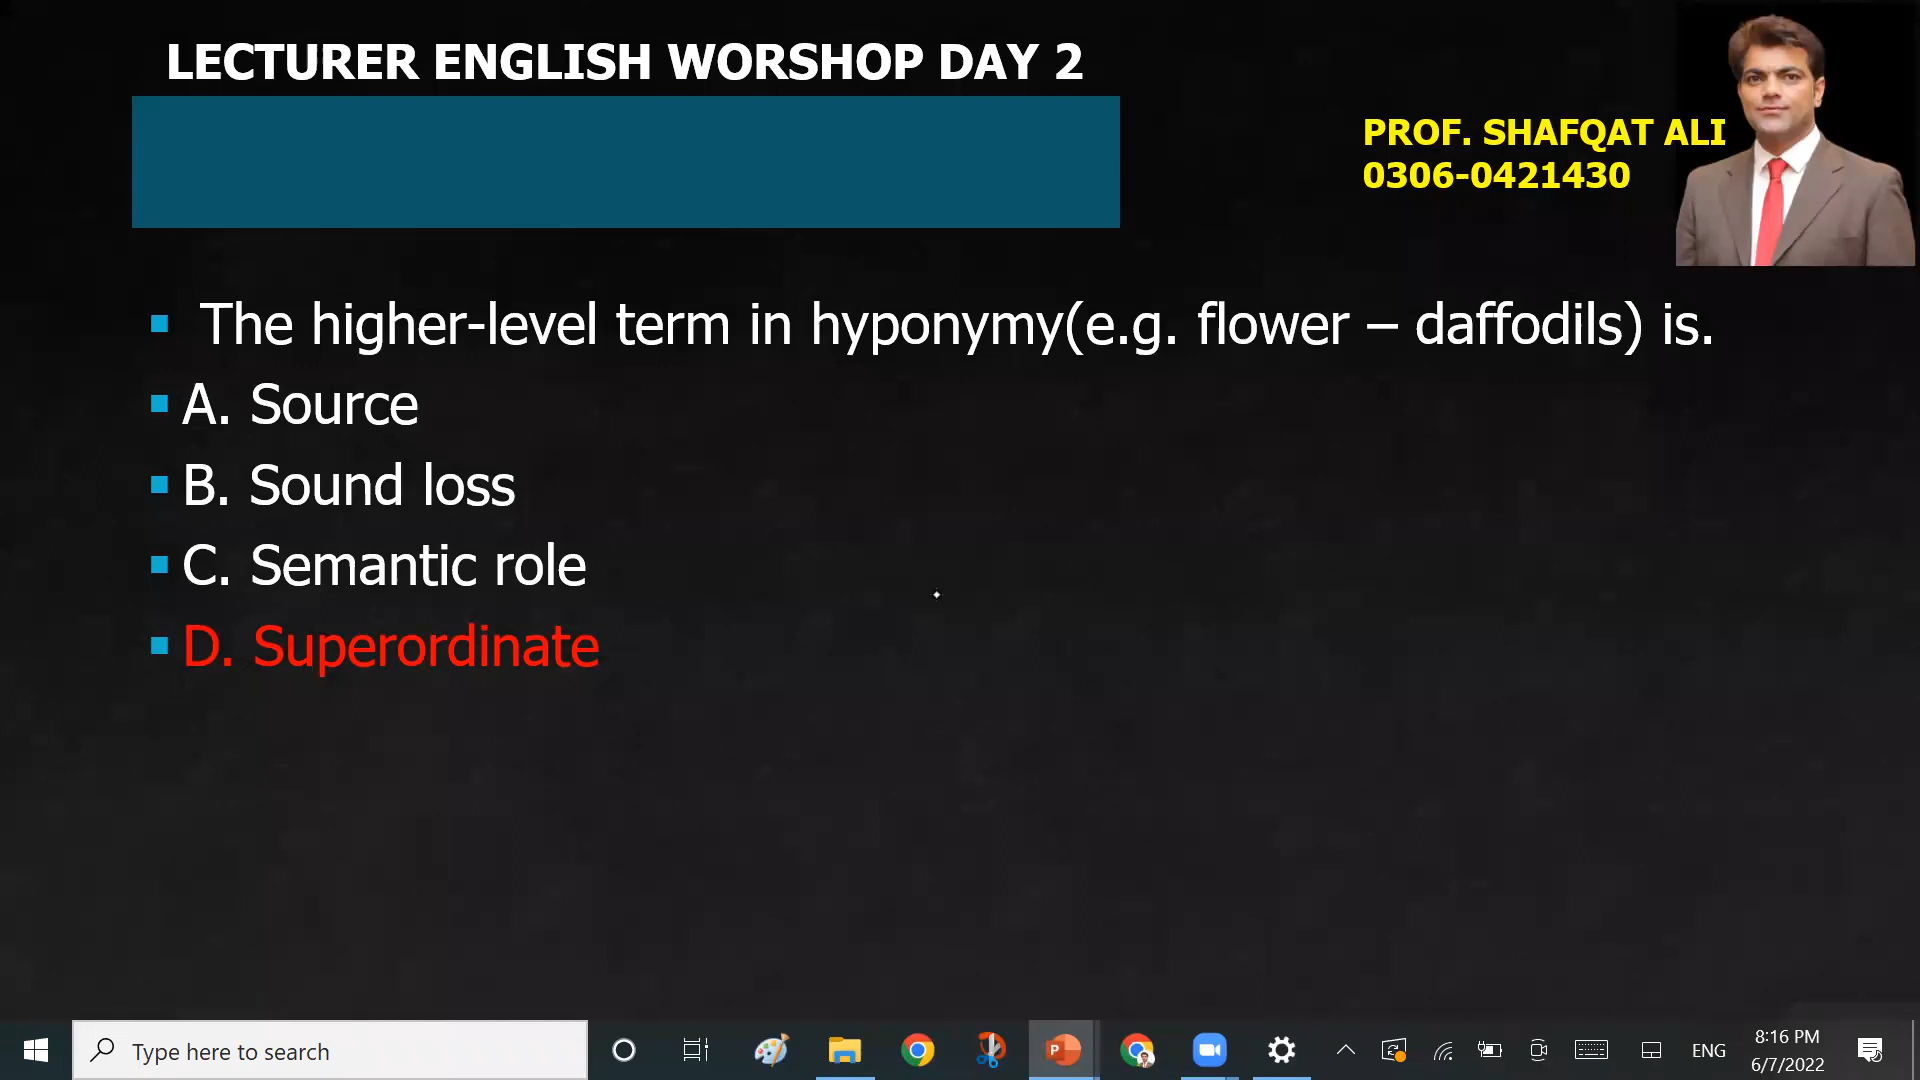 LECTURER ENGLISH WORSHOP DAY 2
PROF. SHAFQAT ALI
0306-0421430
The higher-level term in hyponymy(e.g. flower – daffodils) is.
A. Source
B. Sound loss
C. Semantic role
D. Superordinate
Type here to search
P
ENG
8:16 PM
6/7/2022